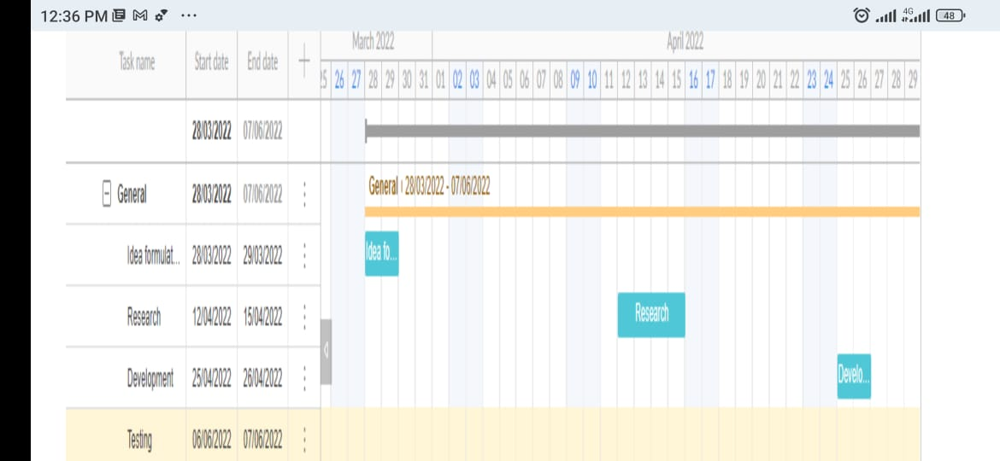 12:36 PM
4G
48
March 2022 April 2022
Task name Start date End date +
25 26 27 28 29 30 31 01 02 03 04 05 06 07 08 09 10 11 12 13 14 15 16 17 18 19 20 21 22 23 24 25 26 27 28 29
28/03/2022 07/06/2022
General 28/03/2022 07/06/2022 General | 28/03/2022 - 07/06/2022
Idea formulat... 28/03/2022 29/03/2022 Idea fo...
Research 12/04/2022 15/04/2022 Research
Development 25/04/2022 26/04/2022 Develo...
Testing 06/06/2022 07/06/2022